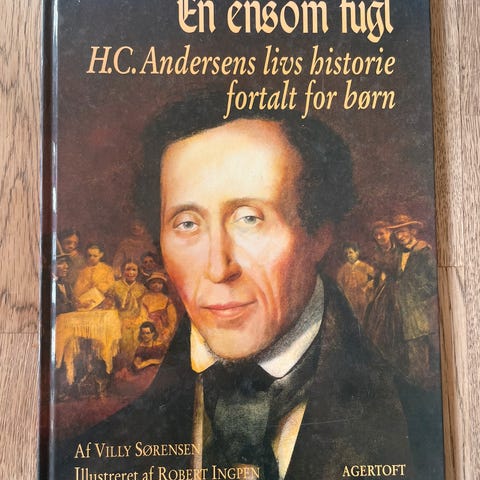 En ensom fugl
H.C. Andersens livs historie
fortalt for børn
Af VILLY SØRENSEN
Illustreret af ROBERT INGPEN
AGERTOFT